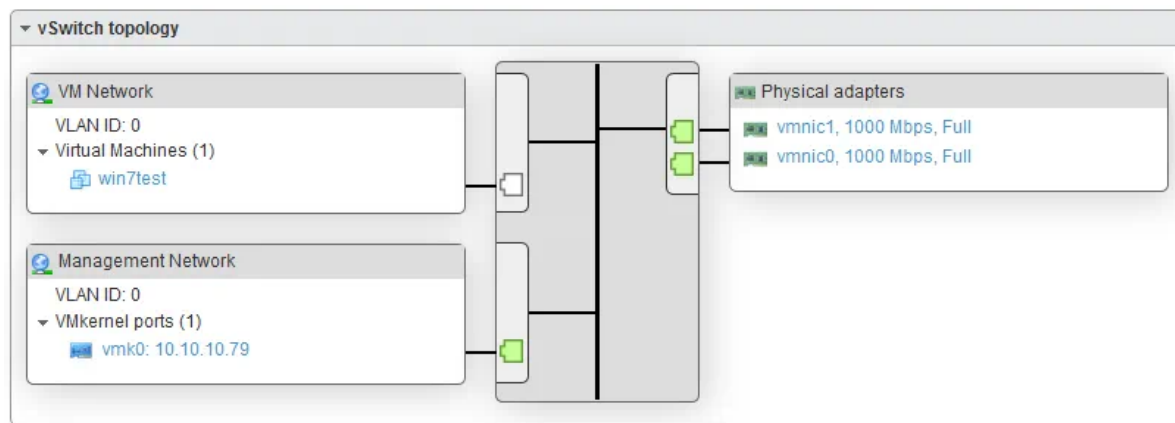 vSwitch topology
VM Network
VLAN ID: 0
Virtual Machines (1)
win7test
Management Network
VLAN ID: 0
VMkernel ports (1)
vmk0: 10.10.10.79
Physical adapters
vmnic1, 1000 Mbps, Full
vmnic0, 1000 Mbps, Full